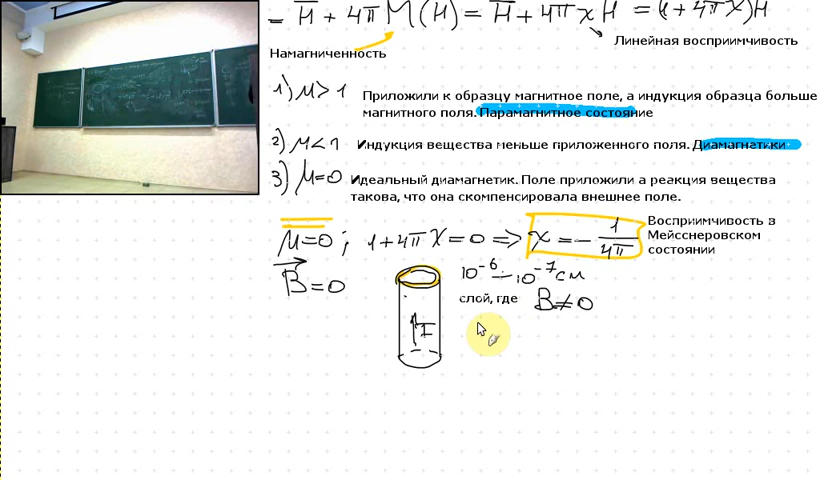 = H + 4π M(H) = H + 4πχH = (1+4πχ)H
Намагниченность
Линейная восприимчивость
1) μ>1 Приложили к образцу магнитное поле, а индукция образца больше
магнитного поля. Парамагнитное состояние
2) μ<1 Индукция вещества меньше приложенного поля. Диамагнетики
3) μ=0 Идеальный диамагнетик. Поле приложили а реакция вещества
такова, что она скомпенсировала внешнее поле.
μ=0; 1+4πχ=0 => χ = -1/4π
Восприимчивость в
Мейсснеровском
состоянии
B=0
10⁻⁶ – 10⁻⁷ см
слой, где B≠0
I